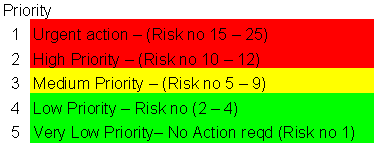 Priority
1 Urgent action – (Risk no 15 – 25)
2 High Priority – (Risk no 10 – 12)
3 Medium Priority – (Risk no 5 – 9)
4 Low Priority – Risk no (2 – 4)
5 Very Low Priority– No Action reqd (Risk no 1)